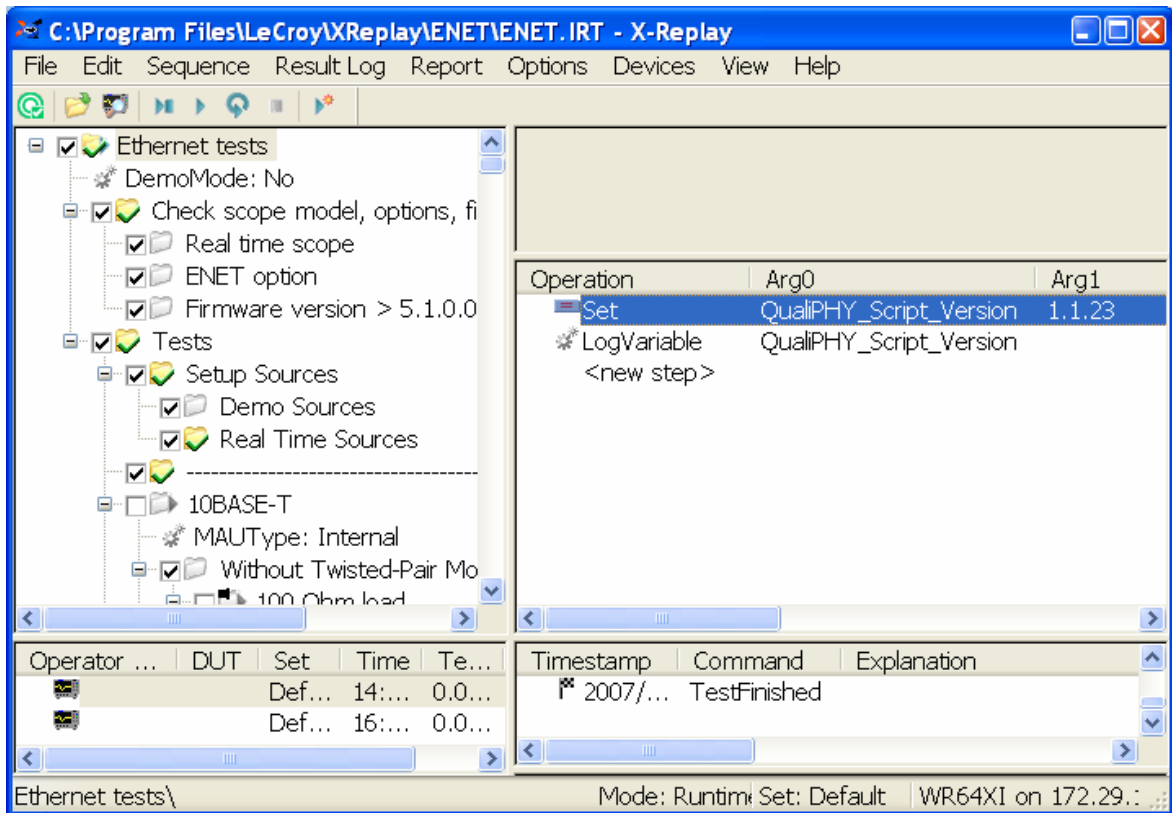 C:\Program Files\LeCroy\XReplay\ENET\ENET.IRT - X-Replay
File Edit Sequence Result Log Report Options Devices View Help
Ethernet tests
DemoMode: No
Check scope model, options, fi
Real time scope
ENET option
Firmware version > 5.1.0.0
Tests
Setup Sources
Demo Sources
Real Time Sources
------------------------------------
10BASE-T
MAUType: Internal
Without Twisted-Pair Mo
100 Ohm load
Operation Arg0 Arg1
Set QualiPHY_Script_Version 1.1.23
LogVariable QualiPHY_Script_Version
<new step>
Operator ... DUT Set Time Te...
Def... 14:... 0.0...
Def... 16:... 0.0...
Timestamp Command Explanation
2007/... TestFinished
Ethernet tests\ Mode: Runtime Set: Default WR64XI on 172.29.: